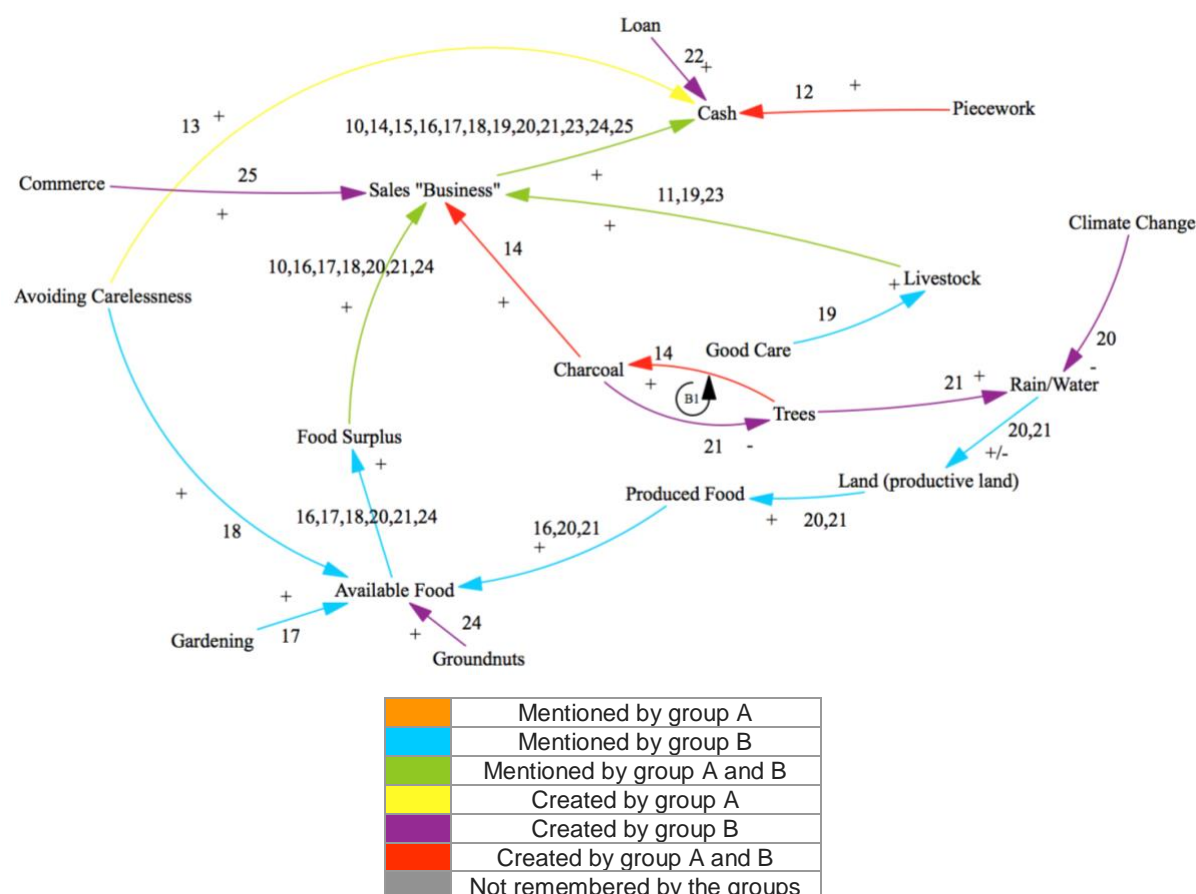 Loan
22
+
12
+
Cash
Piecework
13
+
10,14,15,16,17,18,19,20,21,23,24,25
Commerce
25
Sales "Business"
+
+
11,19,23
+
Climate Change
14
10,16,17,18,20,21,24
+
Avoiding Carelessness
+
+
Livestock
19
Good Care
20
-
14
Charcoal
+
B1
21
+
Rain/Water
Trees
21
-
20,21
+/-
Food Surplus
+
Land (productive land)
Produced Food
+
20,21
+
18
16,17,18,20,21,24
16,20,21
+
Available Food
+
17
Gardening
+
24
Groundnuts
Mentioned by group A
Mentioned by group B
Mentioned by group A and B
Created by group A
Created by group B
Created by group A and B
Not remembered by the groups